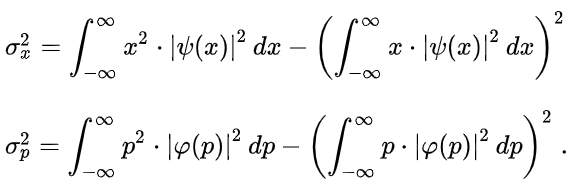 σ_x^2 = ∫_{-∞}^{∞} x^2 · |ψ(x)|^2 dx − (∫_{-∞}^{∞} x · |ψ(x)|^2 dx)^2
σ_p^2 = ∫_{-∞}^{∞} p^2 · |φ(p)|^2 dp − (∫_{-∞}^{∞} p · |φ(p)|^2 dp)^2 .